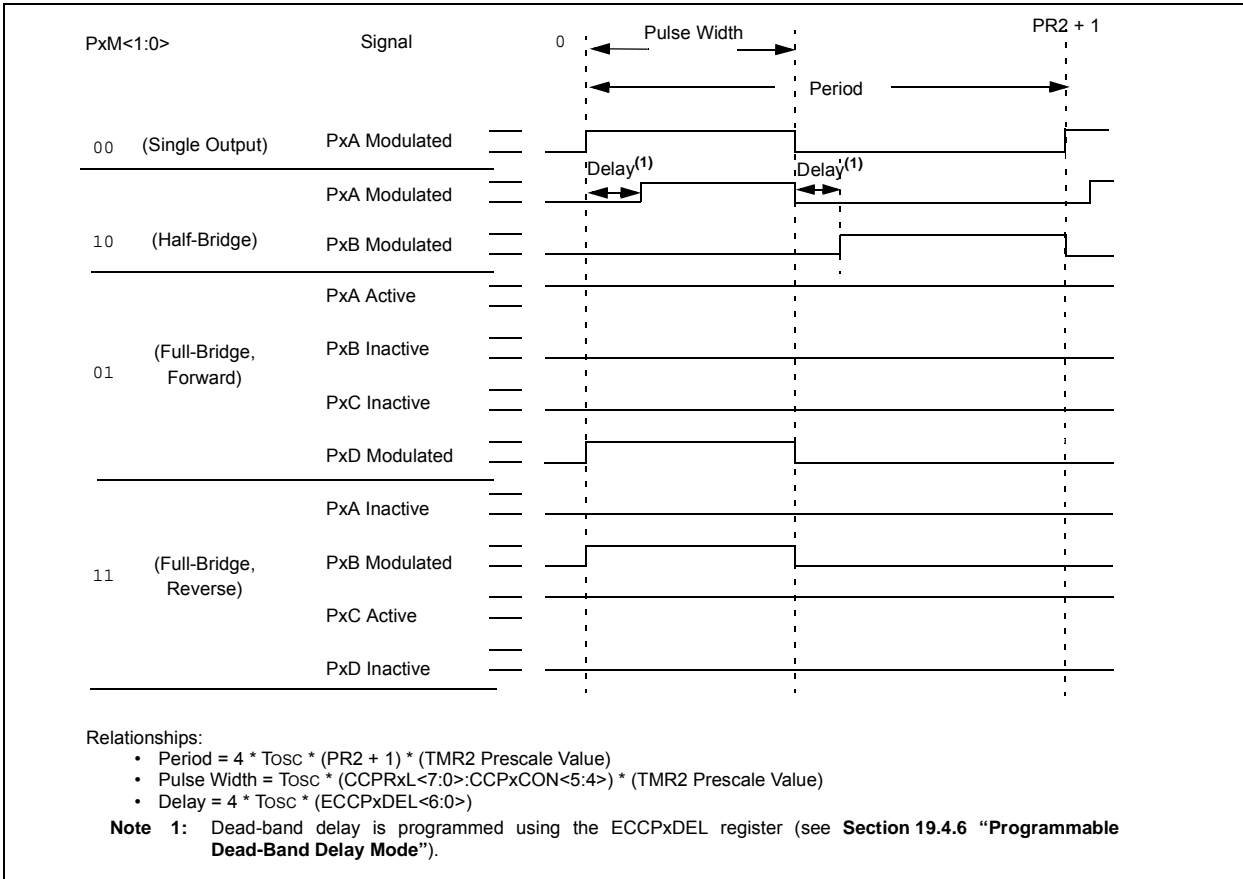 PxM<1:0> Signal 0 Pulse Width PR2 + 1
Period
00 (Single Output) PxA Modulated
Delay(1) Delay(1)
PxA Modulated
10 (Half-Bridge) PxB Modulated
PxA Active
01 (Full-Bridge, Forward) PxB Inactive
PxC Inactive
PxD Modulated
PxA Inactive
11 (Full-Bridge, Reverse) PxB Modulated
PxC Active
PxD Inactive
Relationships:
• Period = 4 * TOSC * (PR2 + 1) * (TMR2 Prescale Value)
• Pulse Width = TOSC * (CCPRxL<7:0>:CCPxCON<5:4>) * (TMR2 Prescale Value)
• Delay = 4 * TOSC * (ECCPxDEL<6:0>)
Note 1: Dead-band delay is programmed using the ECCPxDEL register (see Section 19.4.6 “Programmable
Dead-Band Delay Mode”).